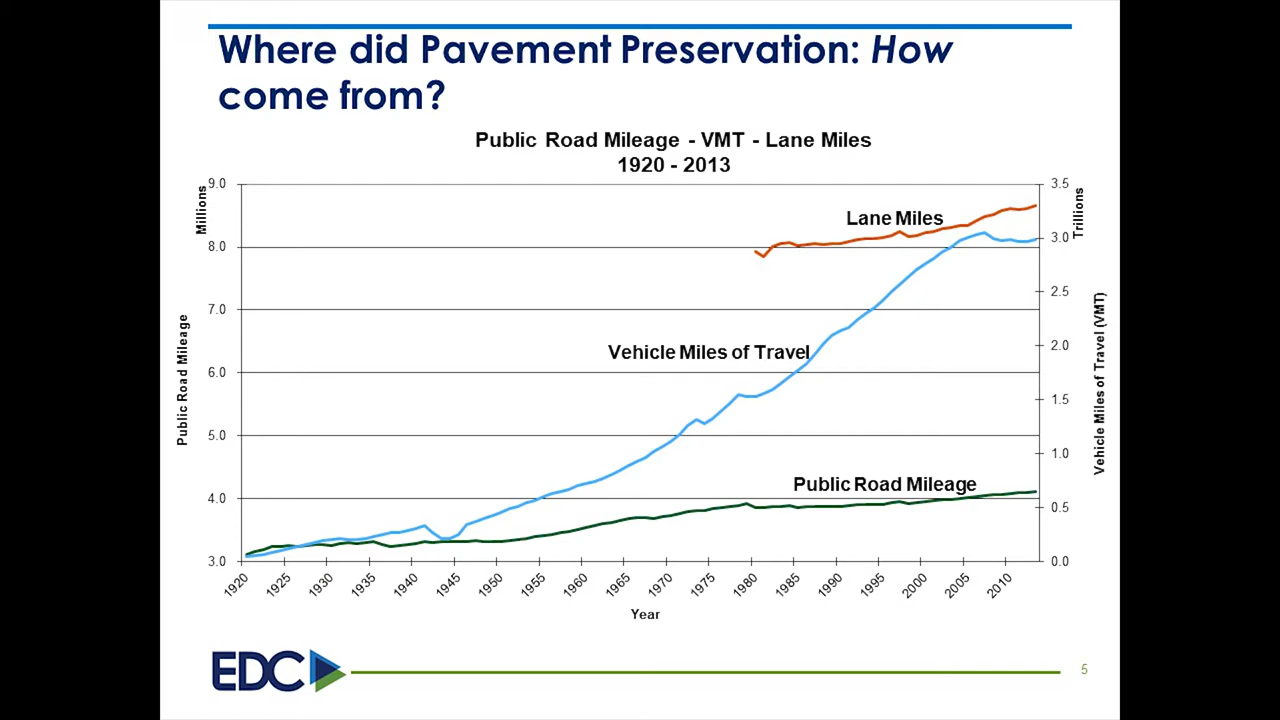 Where did Pavement Preservation: How
come from?
Public Road Mileage - VMT - Lane Miles
1920 - 2013
Millions
9.0
8.0
7.0
6.0
5.0
4.0
3.0
Public Road Mileage
Lane Miles
Vehicle Miles of Travel
Public Road Mileage
3.5
3.0
2.5
2.0
1.5
1.0
0.5
0.0
Trillions
Vehicle Miles of Travel (VMT)
1920
1925
1930
1935
1940
1945
1950
1955
1960
1965
1970
1975
1980
1985
1990
1995
2000
2005
2010
Year
EDC
5